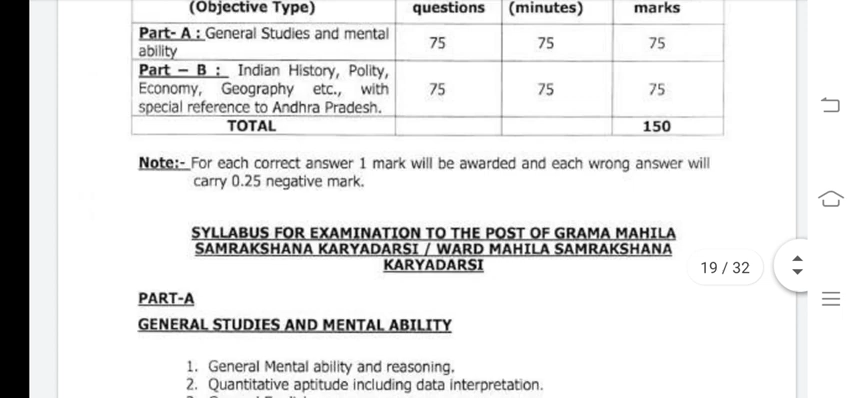 (Objective Type) questions (minutes) marks
Part- A : General Studies and mental
ability 75 75 75
Part – B : Indian History, Polity,
Economy, Geography etc., with 75 75 75
special reference to Andhra Pradesh.
TOTAL 150
Note:- For each correct answer 1 mark will be awarded and each wrong answer will
carry 0.25 negative mark.
SYLLABUS FOR EXAMINATION TO THE POST OF GRAMA MAHILA
SAMRAKSHANA KARYADARSI / WARD MAHILA SAMRAKSHANA
KARYADARSI
19 / 32
PART-A
GENERAL STUDIES AND MENTAL ABILITY
1. General Mental ability and reasoning.
2. Quantitative aptitude including data interpretation.